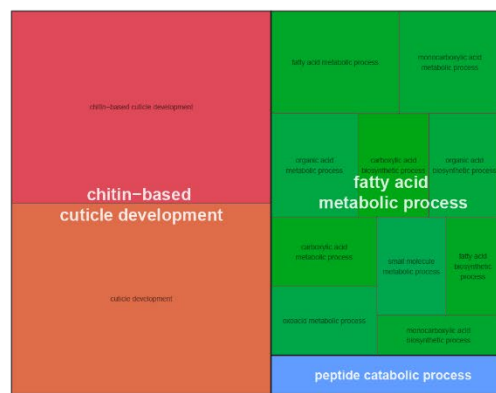 chitin−based cuticle development
chitin−based
cuticle development
cuticle development
fatty acid metabolic process
monocarboxylic acid
metabolic process
organic acid
metabolic process
carboxylic acid
biosynthetic process
organic acid
biosynthetic process
fatty acid
metabolic process
carboxylic acid
metabolic process
small molecule
metabolic process
fatty acid
biosynthetic
process
oxoacid metabolic process
monocarboxylic acid
biosynthetic process
peptide catabolic process